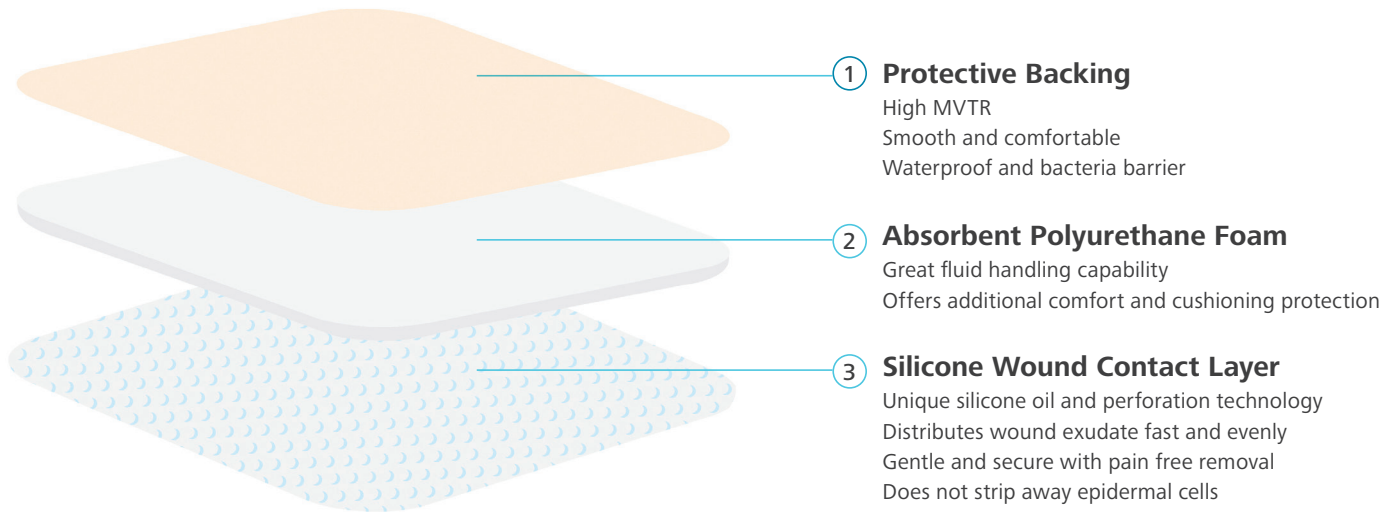 1 Protective Backing
High MVTR
Smooth and comfortable
Waterproof and bacteria barrier
2 Absorbent Polyurethane Foam
Great fluid handling capability
Offers additional comfort and cushioning protection
3 Silicone Wound Contact Layer
Unique silicone oil and perforation technology
Distributes wound exudate fast and evenly
Gentle and secure with pain free removal
Does not strip away epidermal cells